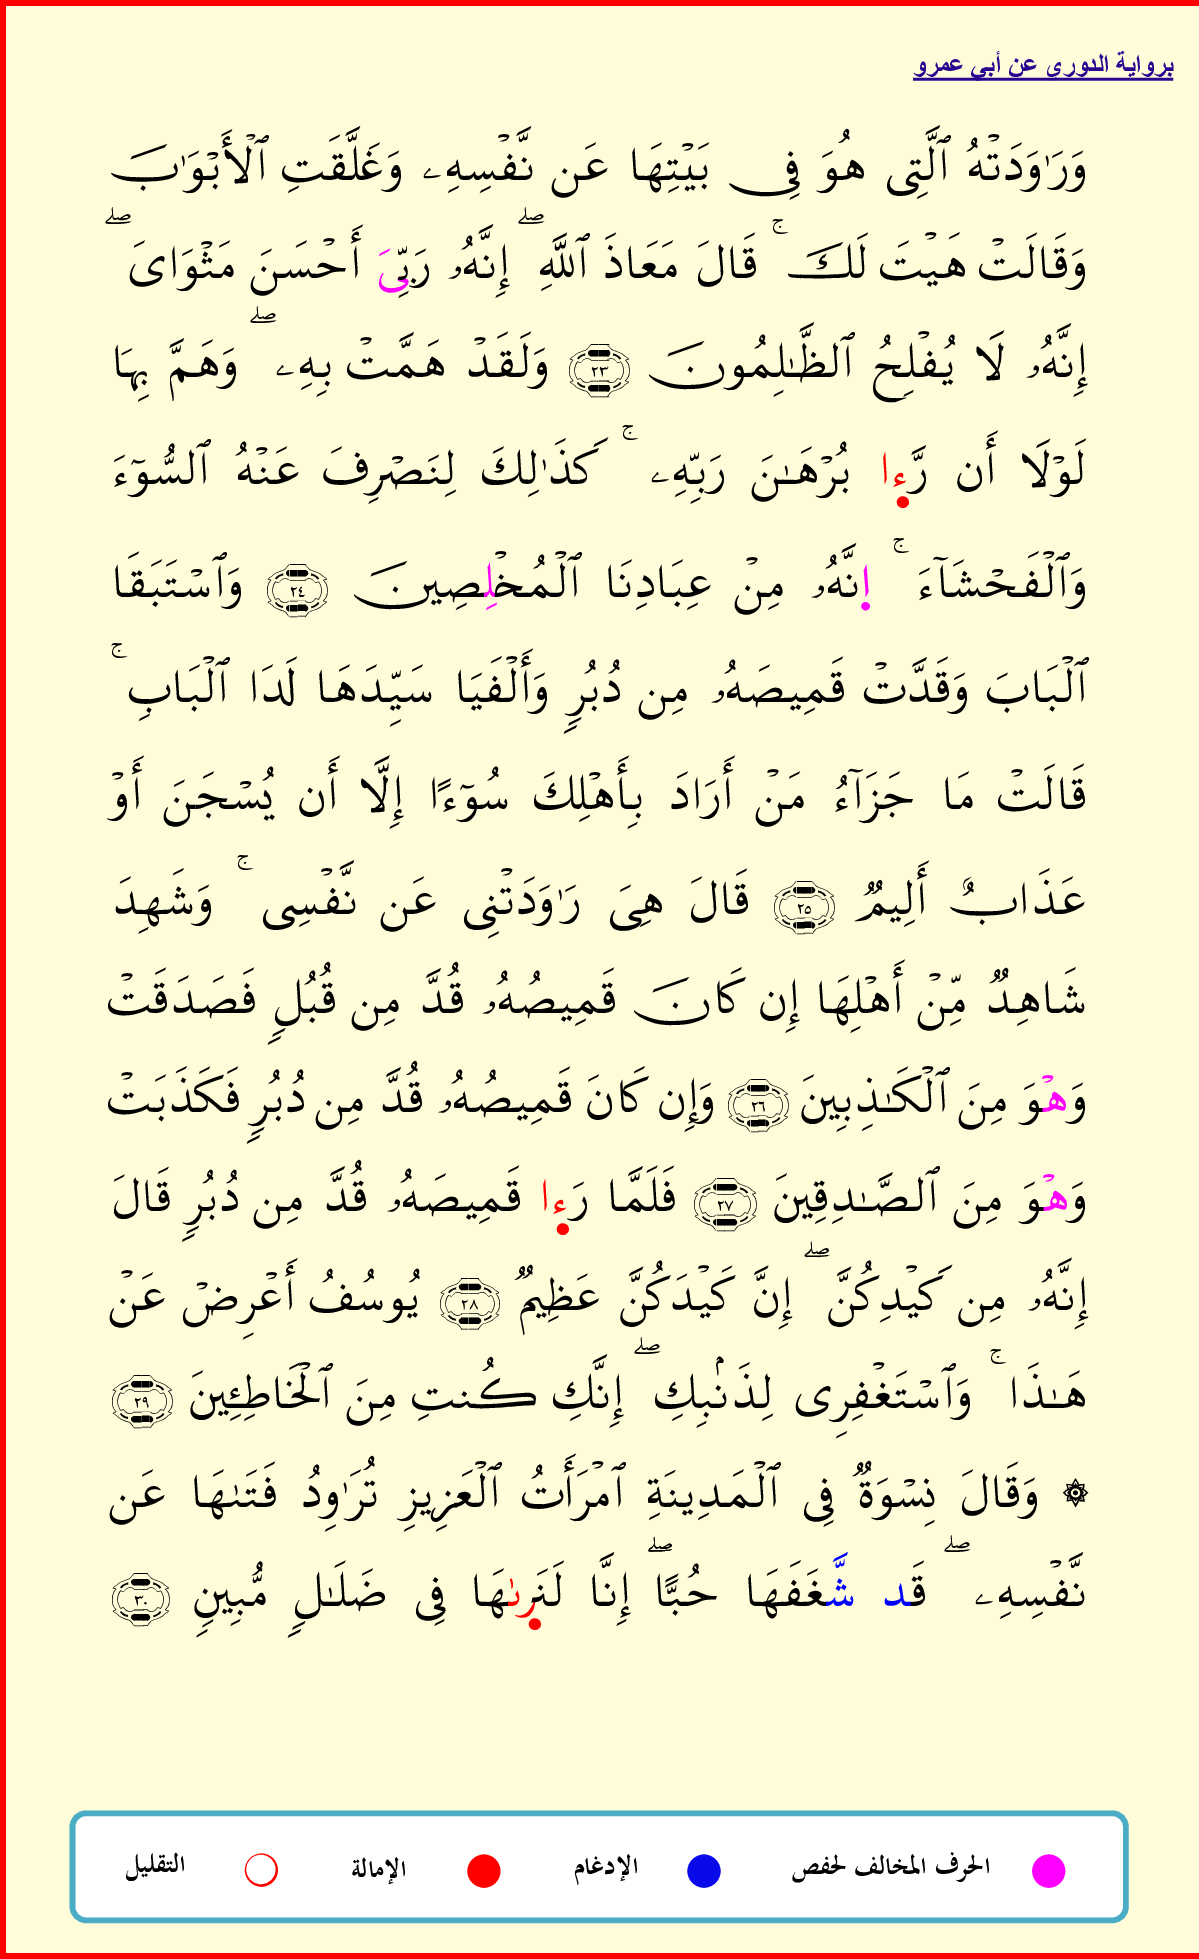 برواية الدورى عن أبى عمرو
وَرَٰوَدَتْهُ ٱلَّتِى هُوَ فِى بَيْتِهَا عَن نَّفْسِهِۦ وَغَلَّقَتِ ٱلْأَبْوَٰبَ
وَقَالَتْ هَيْتَ لَكَ ۚ قَالَ مَعَاذَ ٱللَّهِ ۖ إِنَّهُۥ رَبِّىَ أَحْسَنَ مَثْوَاىَ ۖ
إِنَّهُۥ لَا يُفْلِحُ ٱلظَّٰلِمُونَ ٢٣ وَلَقَدْ هَمَّتْ بِهِۦ ۖ وَهَمَّ بِهَا
لَوْلَا أَن رَّءِا بُرْهَٰنَ رَبِّهِۦ ۚ كَذَٰلِكَ لِنَصْرِفَ عَنْهُ ٱلسُّوٓءَ
وَٱلْفَحْشَآءَ ۚ اِنَّهُۥ مِنْ عِبَادِنَا ٱلْمُخْلِصِينَ ٢٤ وَٱسْتَبَقَا
ٱلْبَابَ وَقَدَّتْ قَمِيصَهُۥ مِن دُبُرٍ وَأَلْفَيَا سَيِّدَهَا لَدَا ٱلْبَابِ ۚ
قَالَتْ مَا جَزَآءُ مَنْ أَرَادَ بِأَهْلِكَ سُوٓءًا إِلَّا أَن يُسْجَنَ أَوْ
عَذَابٌ أَلِيمٌ ٢٥ قَالَ هِىَ رَٰوَدَتْنِى عَن نَّفْسِى ۚ وَشَهِدَ
شَاهِدٌ مِّنْ أَهْلِهَا إِن كَانَ قَمِيصُهُۥ قُدَّ مِن قُبُلٍ فَصَدَقَتْ
وَهْوَ مِنَ ٱلْكَٰذِبِينَ ٢٦ وَإِن كَانَ قَمِيصُهُۥ قُدَّ مِن دُبُرٍ فَكَذَبَتْ
وَهْوَ مِنَ ٱلصَّٰدِقِينَ ٢٧ فَلَمَّا رَءِا قَمِيصَهُۥ قُدَّ مِن دُبُرٍ قَالَ
إِنَّهُۥ مِن كَيْدِكُنَّ ۖ إِنَّ كَيْدَكُنَّ عَظِيمٌ ٢٨ يُوسُفُ أَعْرِضْ عَنْ
هَٰذَا ۚ وَٱسْتَغْفِرِى لِذَنۢبِكِ ۖ إِنَّكِ كُنتِ مِنَ ٱلْخَاطِـِٔينَ ٢٩
۞ وَقَالَ نِسْوَةٌ فِى ٱلْمَدِينَةِ ٱمْرَأَتُ ٱلْعَزِيزِ تُرَٰوِدُ فَتَىٰهَا عَن
نَّفْسِهِۦ ۖ قَد شَّغَفَهَا حُبًّا ۖ إِنَّا لَنَرِىٰهَا فِى ضَلَٰلٍ مُّبِينٍ ٣٠
الحرف المخالف لحفص الإدغام الإمالة التقليل